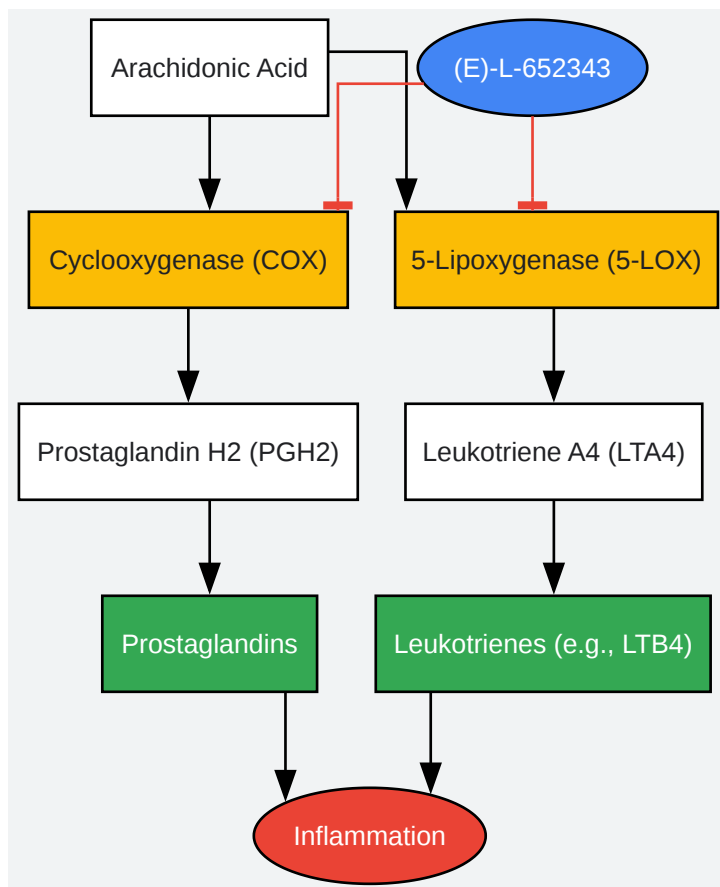 Arachidonic Acid
(E)-L-652343
Cyclooxygenase (COX)
5-Lipoxygenase (5-LOX)
Prostaglandin H2 (PGH2)
Leukotriene A4 (LTA4)
Prostaglandins
Leukotrienes (e.g., LTB4)
Inflammation